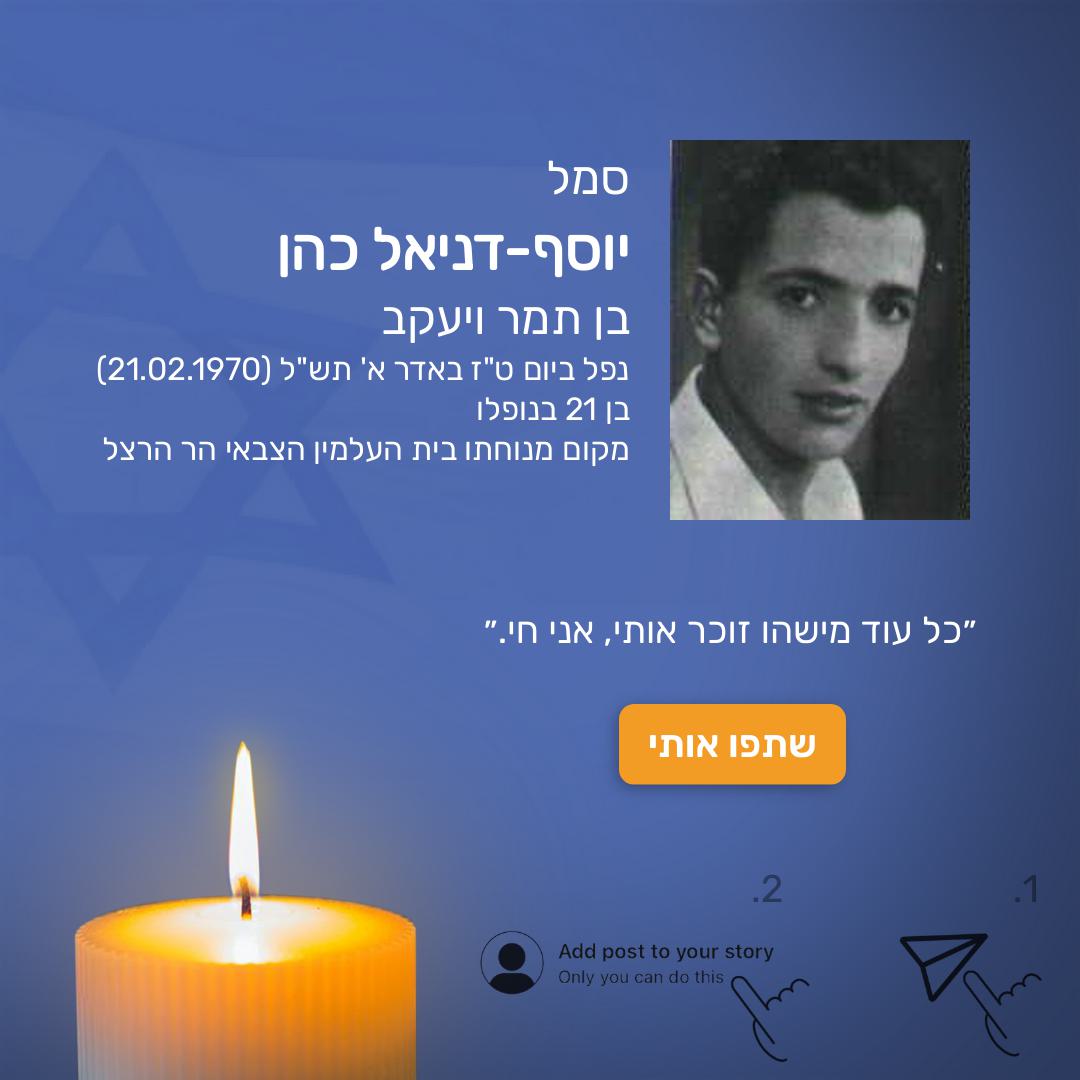 סמל
יוסף-דניאל כהן
בן תמר ויעקב
נפל ביום ט"ז באדר א' תש"ל (21.02.1970)
בן 21 בנופלו
מקום מנוחתו בית העלמין הצבאי הר הרצל
״כל עוד מישהו זוכר אותי, אני חי.״
שתפו אותי
1.
2.
Add post to your story
Only you can do this